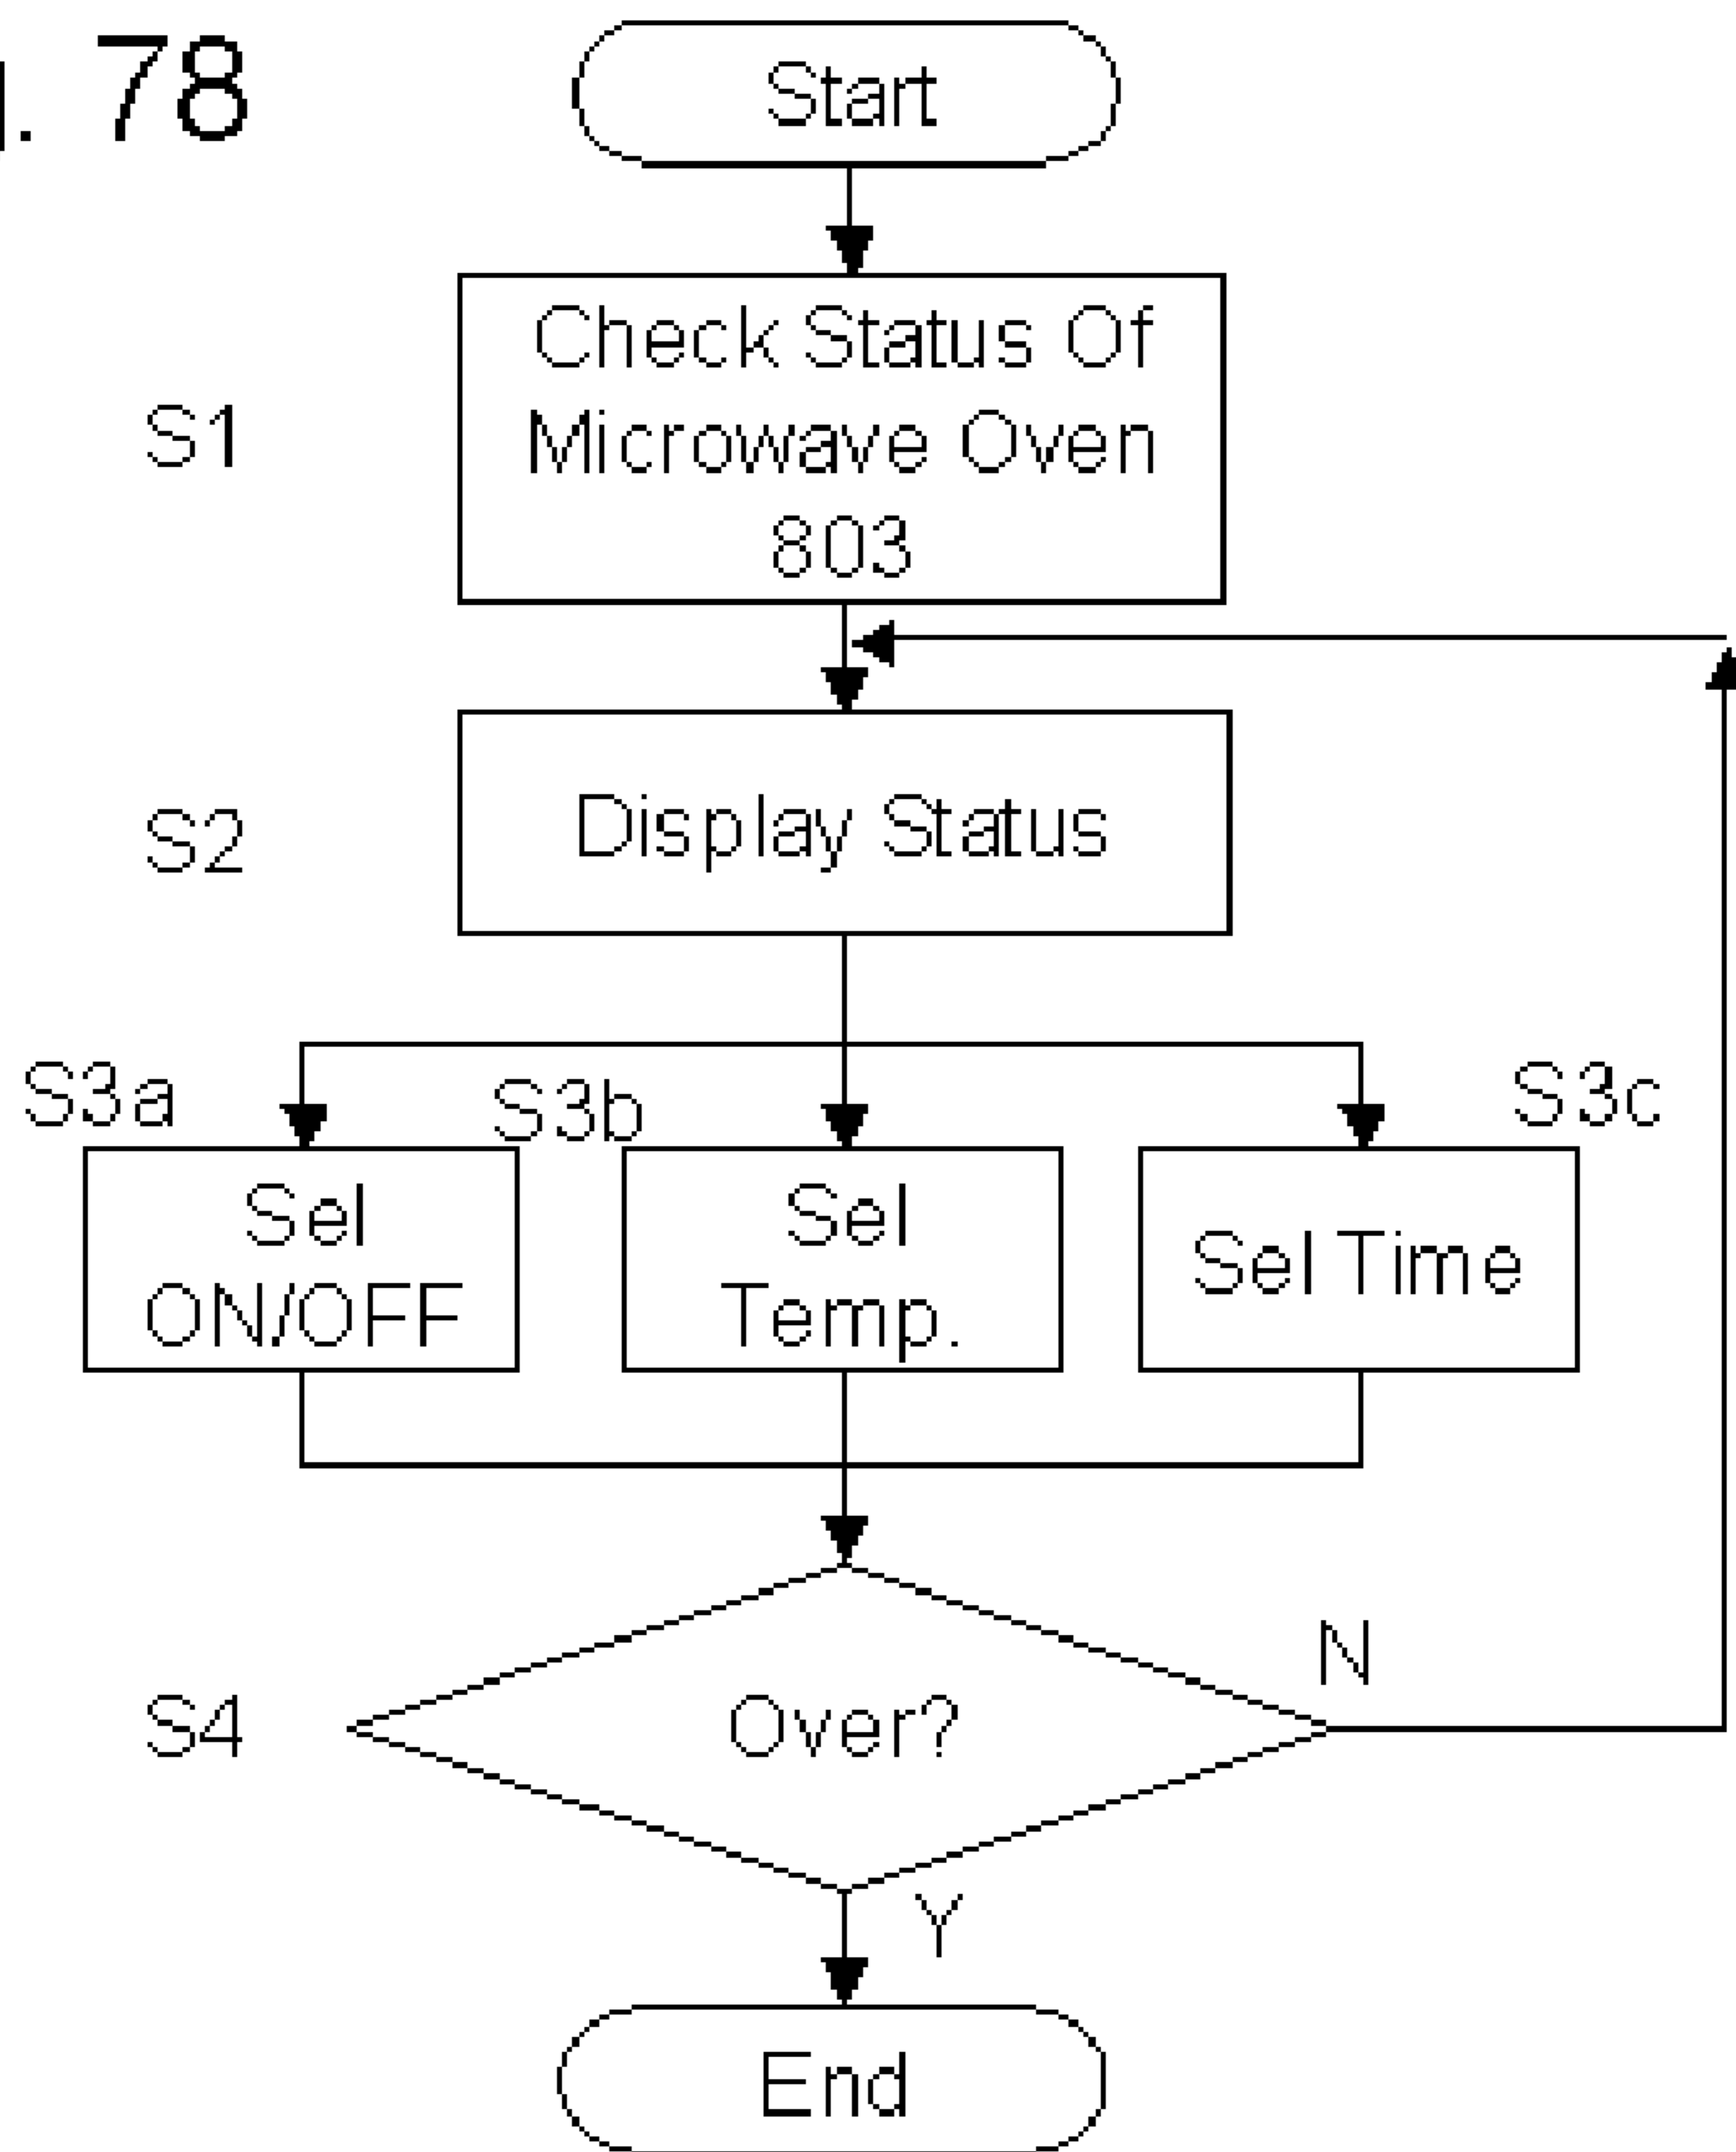 . 78
Start
Check Status Of
Microwave Oven
803
S1
Display Status
S2
S3a
S3b
S3c
Sel
ON/OFF
Sel
Temp.
Sel Time
N
S4
Over?
Y
End